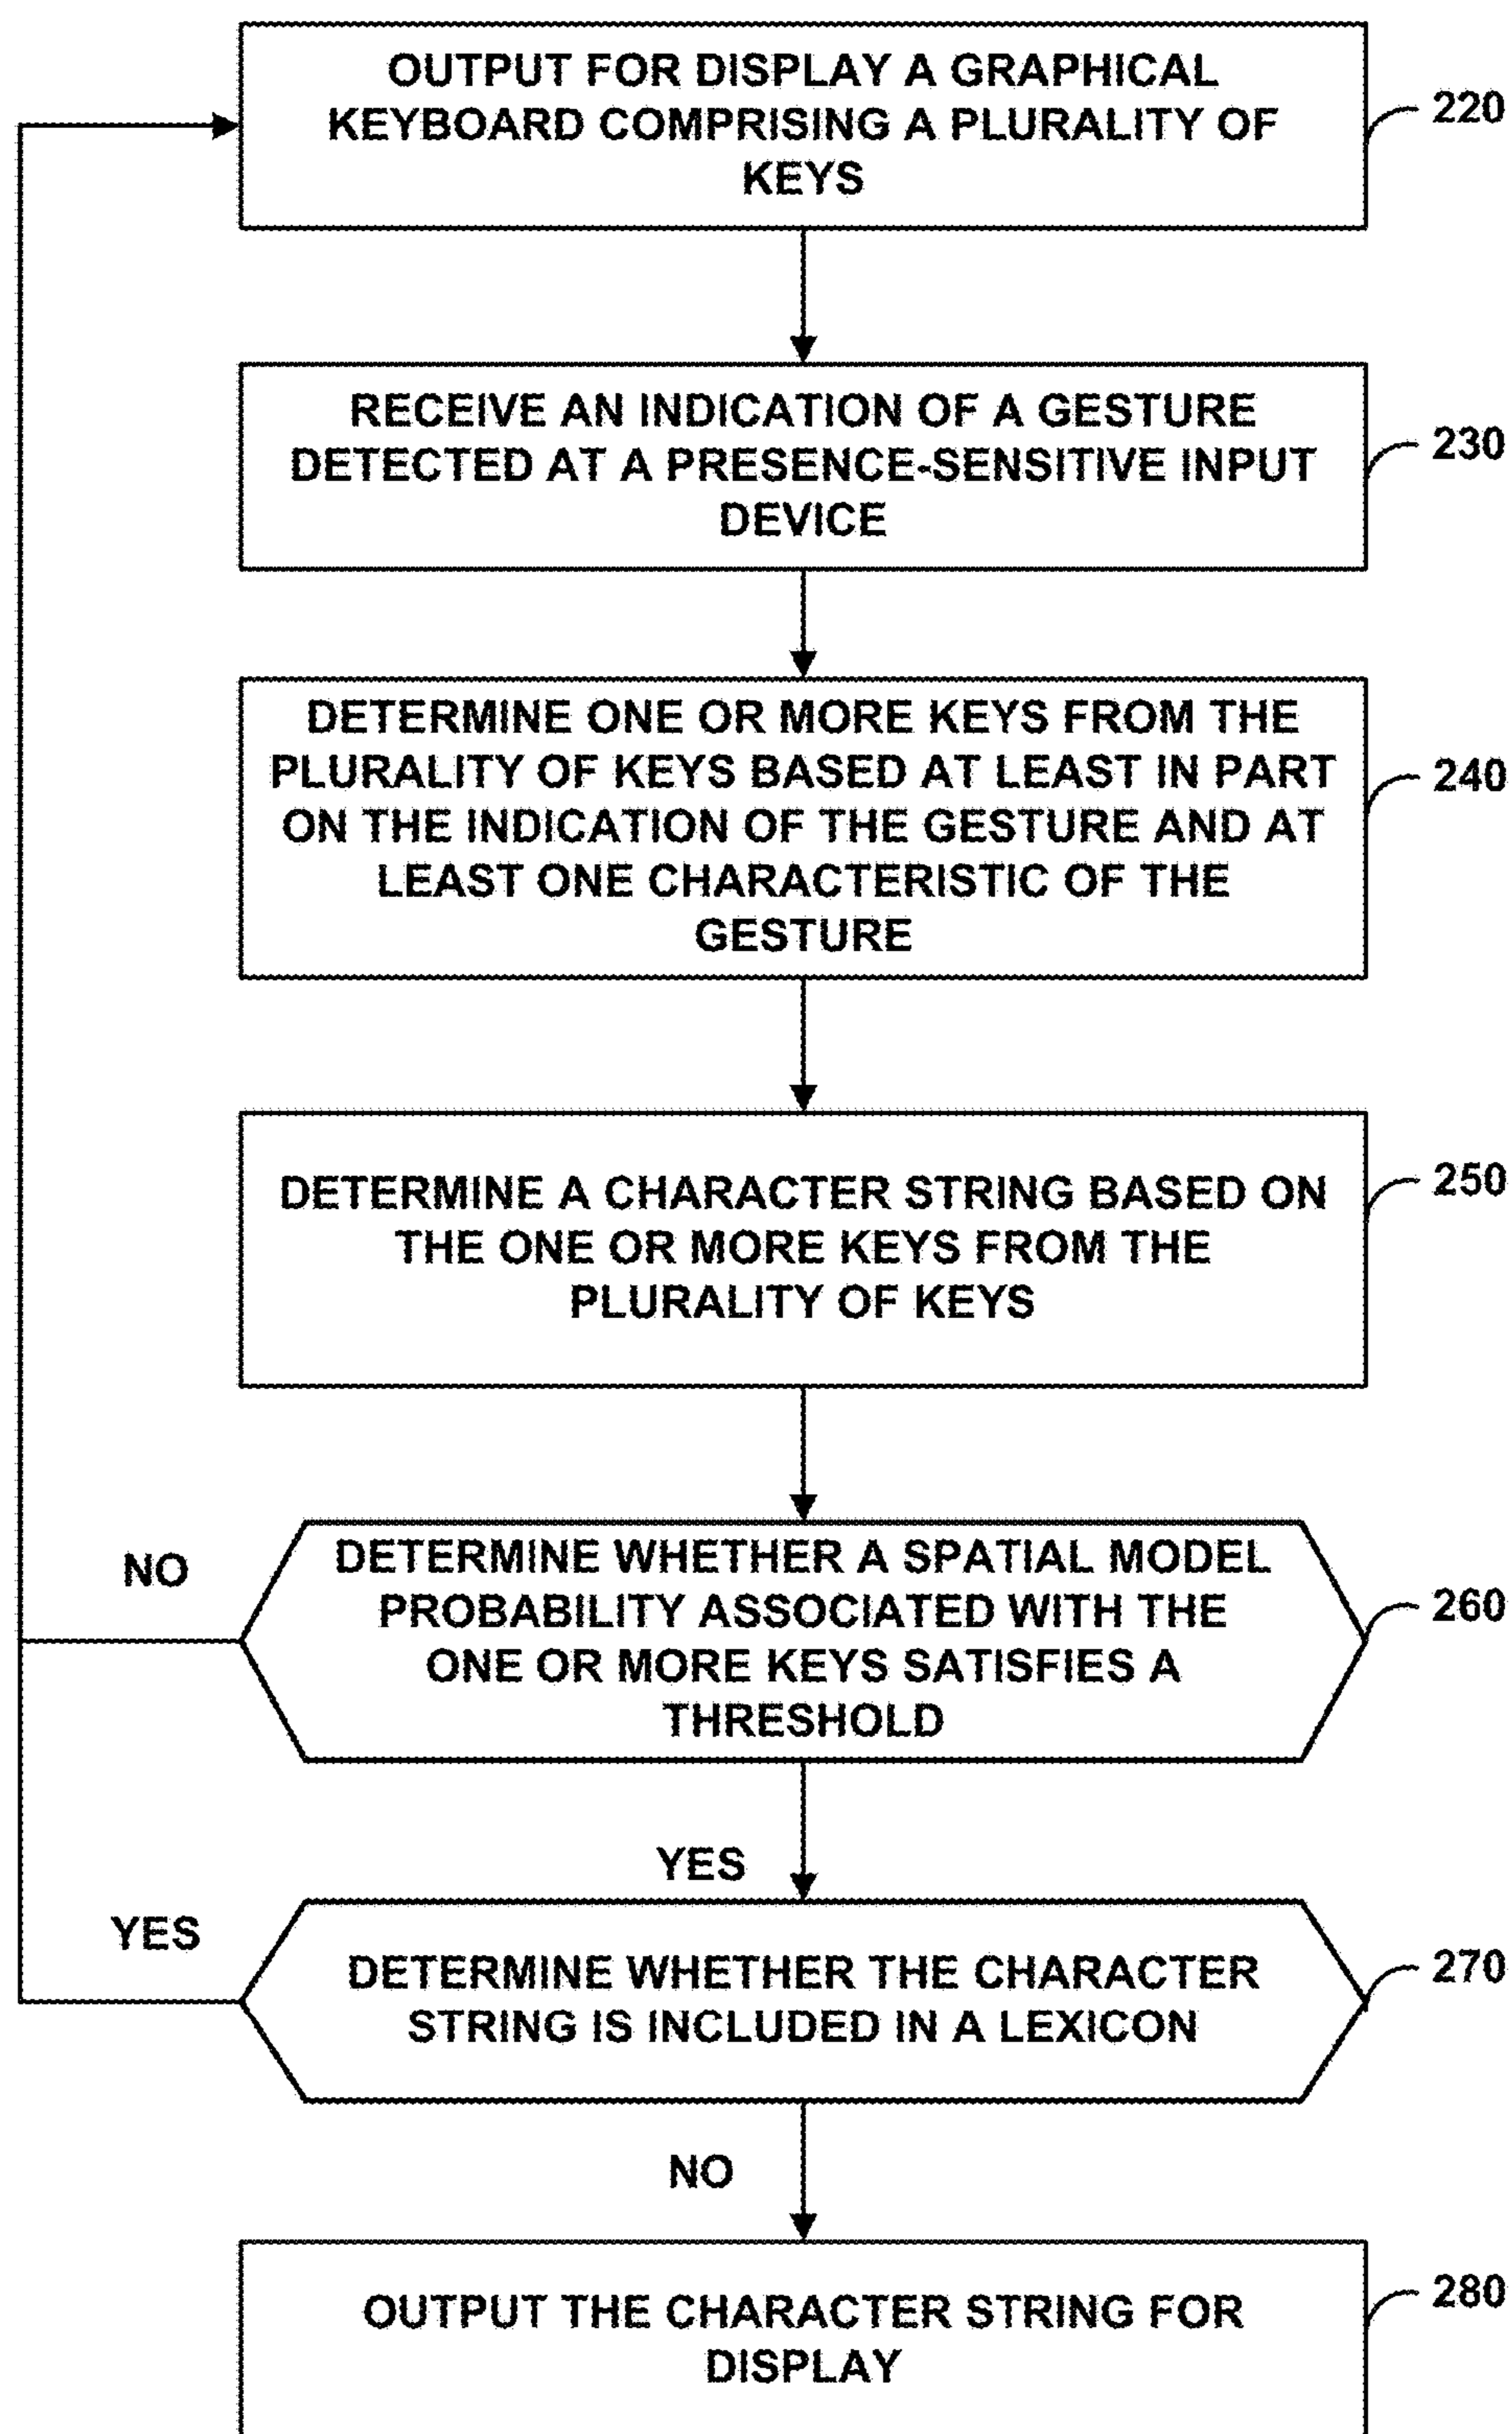 OUTPUT FOR DISPLAY A GRAPHICAL
KEYBOARD COMPRISING A PLURALITY OF
KEYS
220
RECEIVE AN INDICATION OF A GESTURE
DETECTED AT A PRESENCE-SENSITIVE INPUT
DEVICE
230
DETERMINE ONE OR MORE KEYS FROM THE
PLURALITY OF KEYS BASED AT LEAST IN PART
ON THE INDICATION OF THE GESTURE AND AT
LEAST ONE CHARACTERISTIC OF THE
GESTURE
240
DETERMINE A CHARACTER STRING BASED ON
THE ONE OR MORE KEYS FROM THE
PLURALITY OF KEYS
250
NO
DETERMINE WHETHER A SPATIAL MODEL
PROBABILITY ASSOCIATED WITH THE
ONE OR MORE KEYS SATISFIES A
THRESHOLD
260
YES
YES
DETERMINE WHETHER THE CHARACTER
STRING IS INCLUDED IN A LEXICON
270
NO
OUTPUT THE CHARACTER STRING FOR
DISPLAY
280